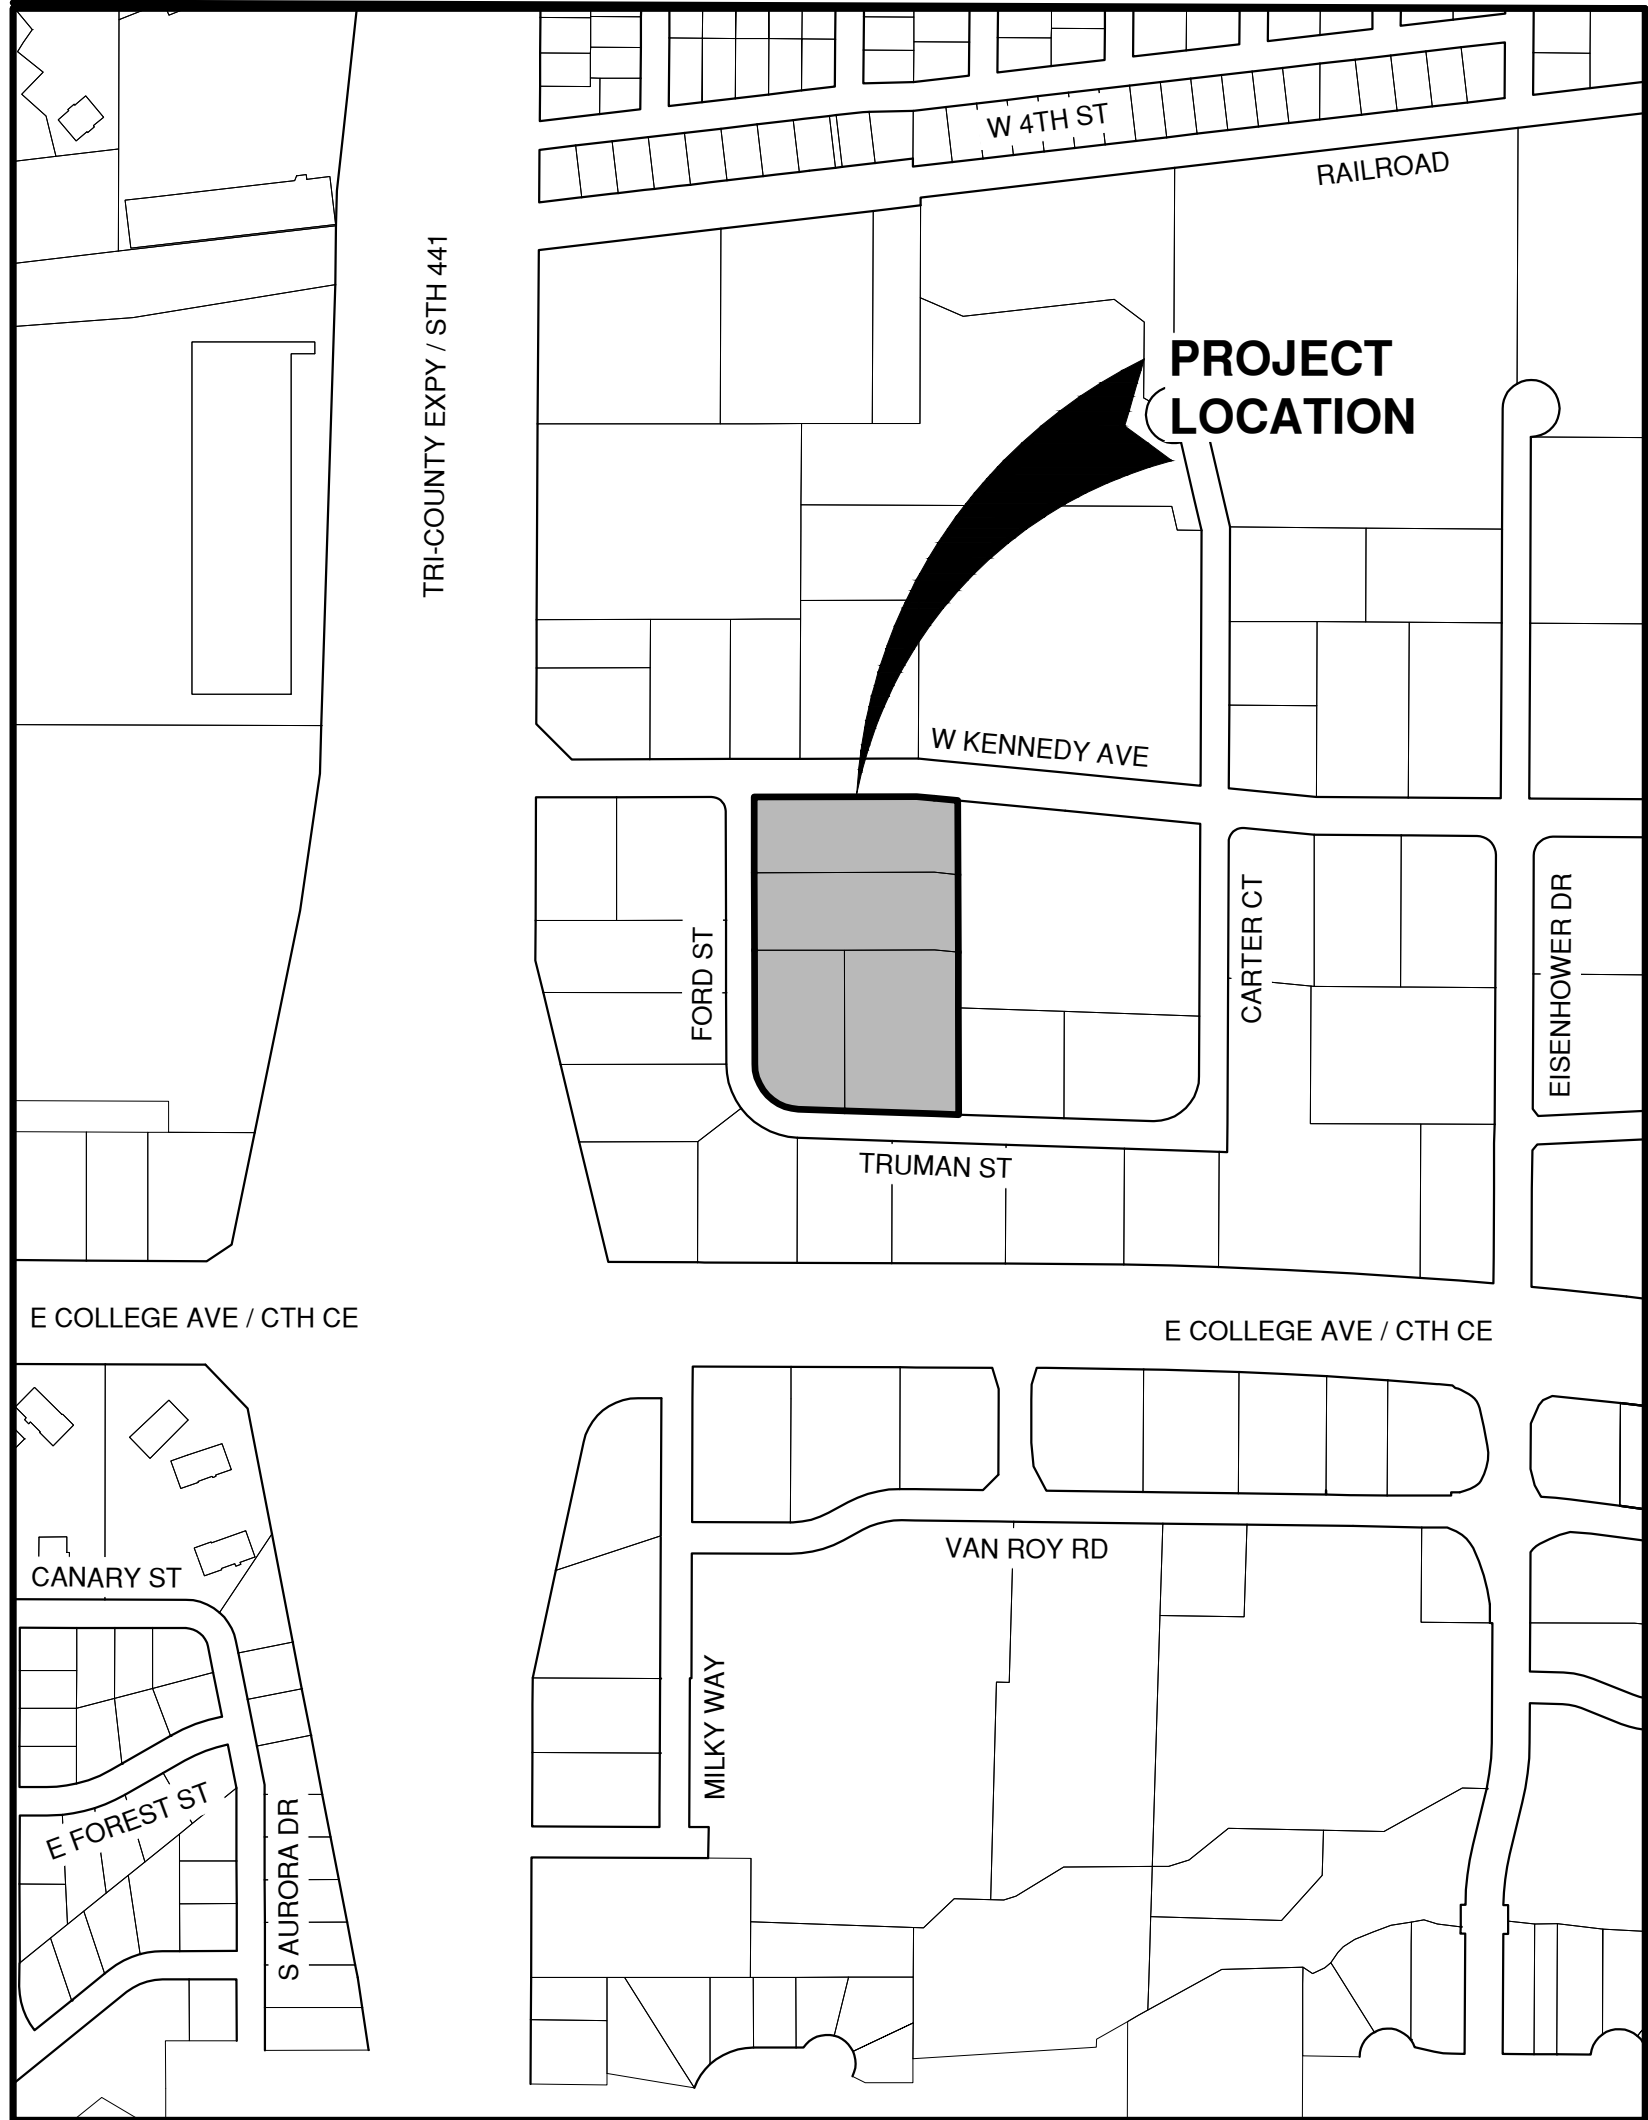 W 4TH ST
RAILROAD
TRI-COUNTY EXPY / STH 441
PROJECT
LOCATION
W KENNEDY AVE
FORD ST
CARTER CT
EISENHOWER DR
TRUMAN ST
E COLLEGE AVE / CTH CE
E COLLEGE AVE / CTH CE
VAN ROY RD
CANARY ST
MILKY WAY
E FOREST ST
S AURORA DR